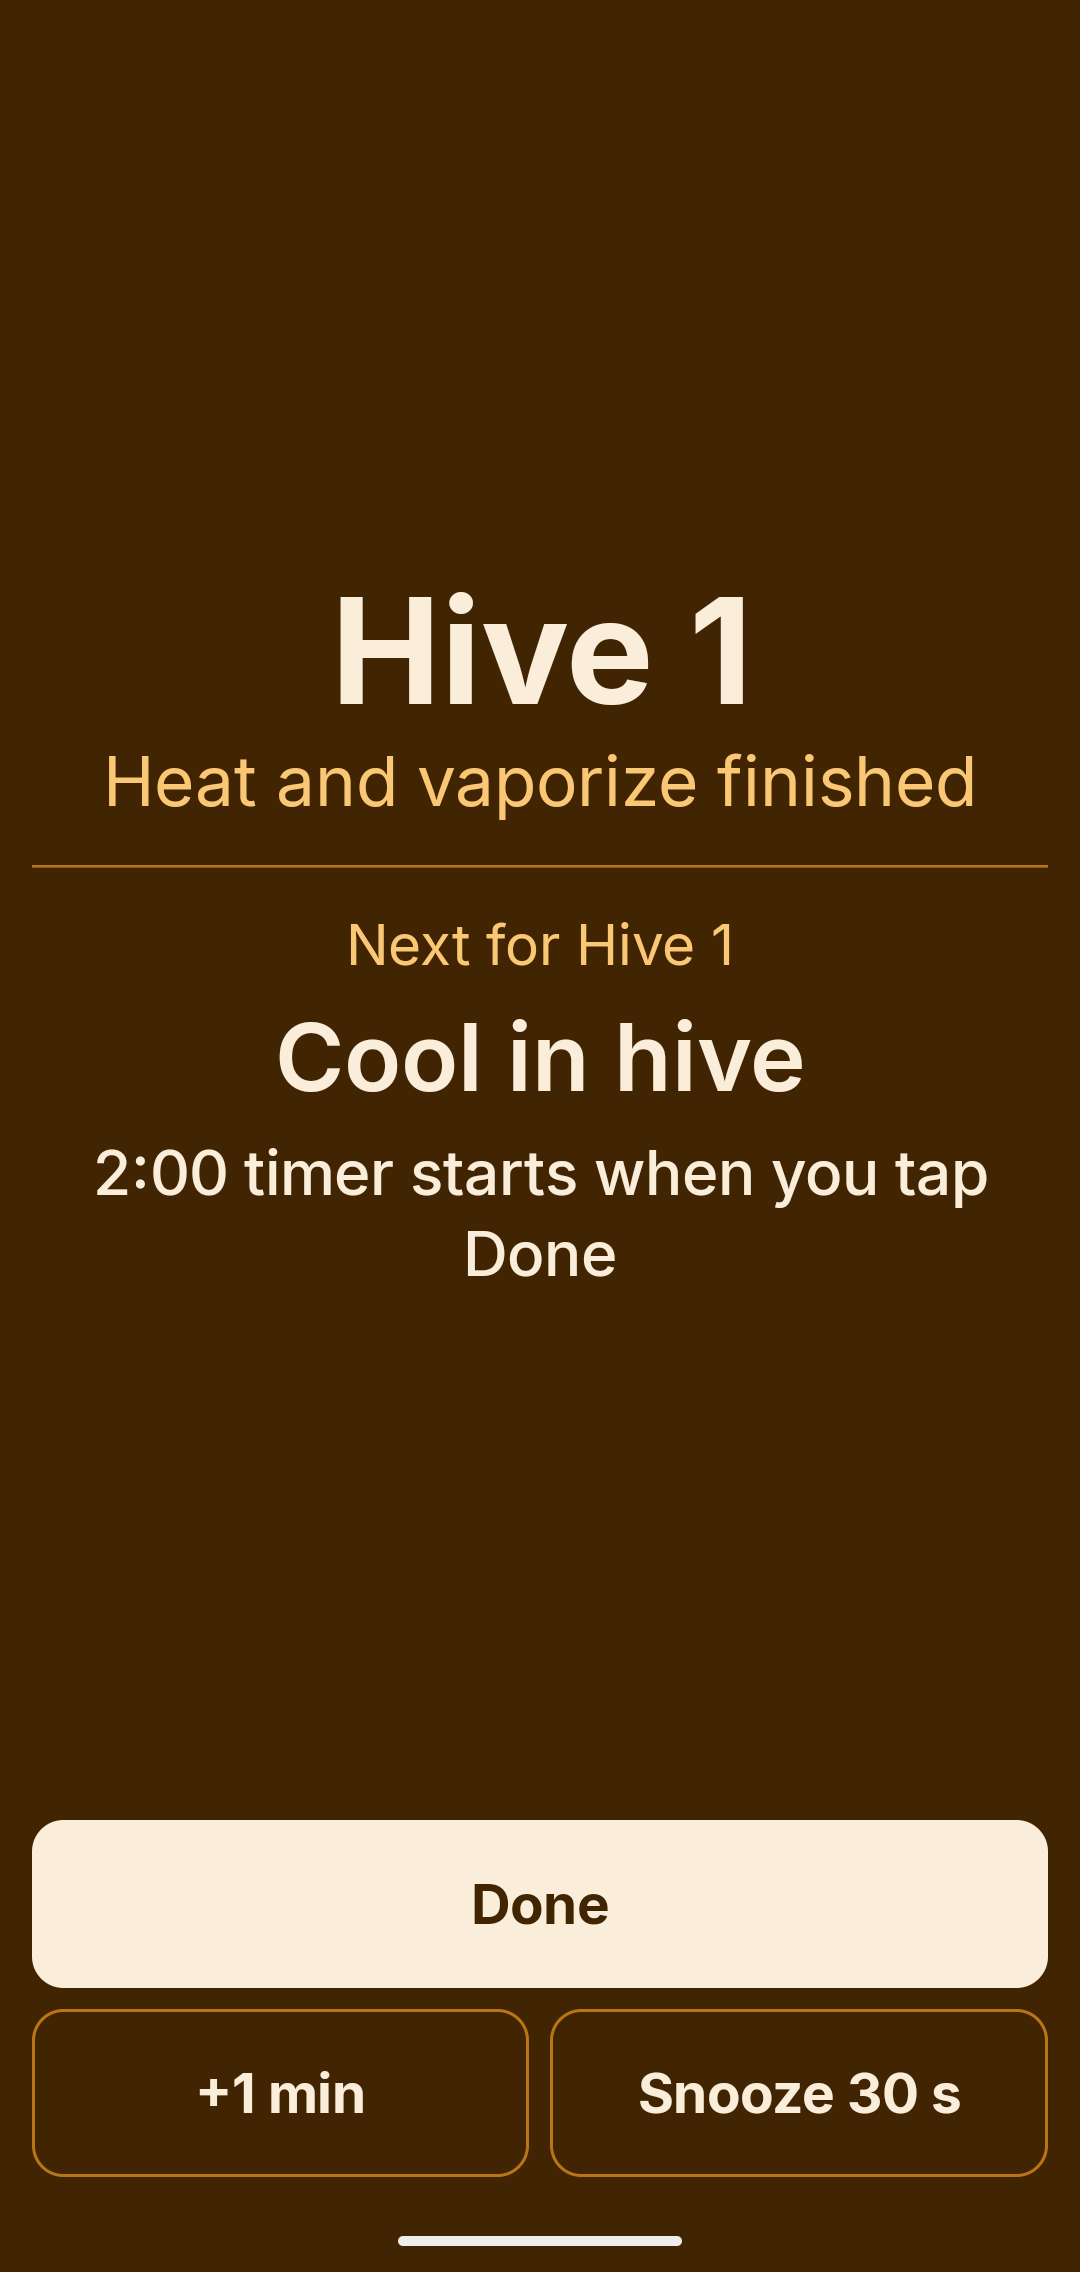 Hive 1
Heat and vaporize finished
Next for Hive 1
Cool in hive
2:00 timer starts when you tap
Done
Done
+1 min
Snooze 30 s